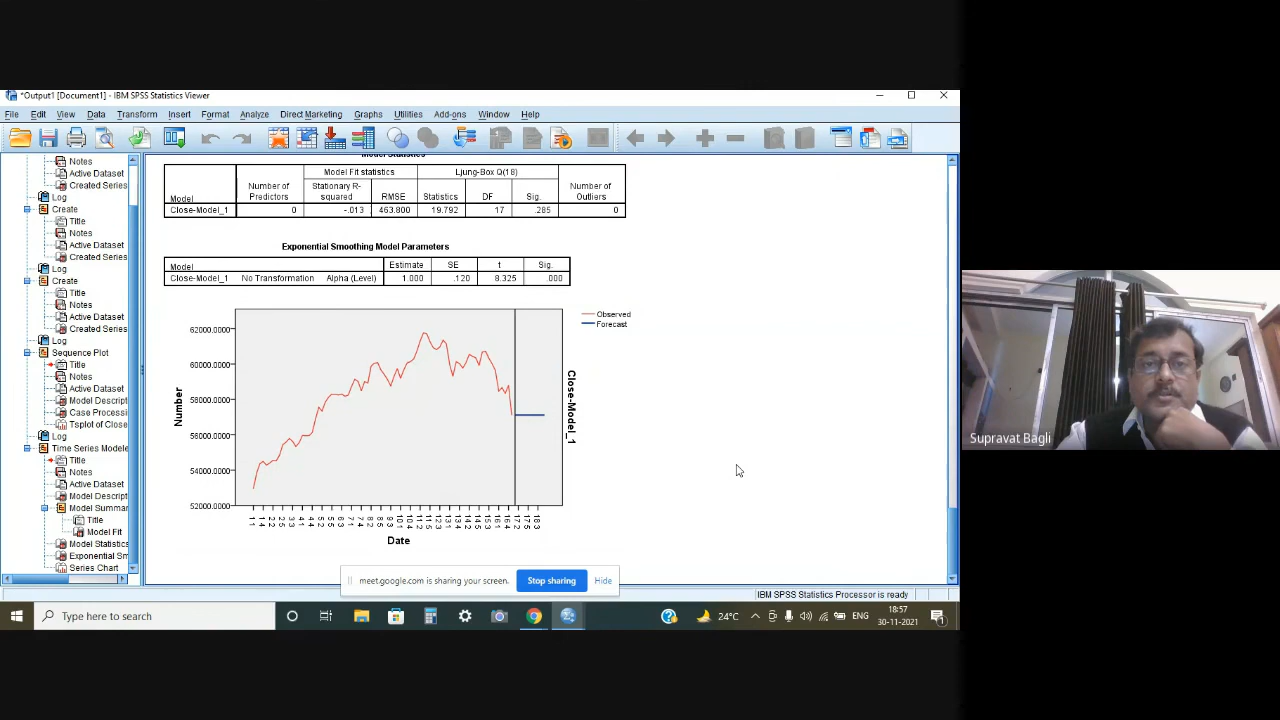 *Output1 [Document1] - IBM SPSS Statistics Viewer
File Edit View Data Transform Insert Format Analyze Direct Marketing Graphs Utilities Add-ons Window Help
Notes
Active Dataset
Created Series
Log
Create
Title
Notes
Active Dataset
Created Series
Log
Create
Title
Notes
Active Dataset
Created Series
Log
Sequence Plot
Title
Notes
Active Dataset
Model Descrip
Case Processi
Tsplot of Close
Log
Time Series Modele
Title
Notes
Active Dataset
Model Descript
Model Summar
Title
Model Fit
Model Statistics
Exponential Sm
Series Chart
Model Statistics
Model Fit statistics Ljung-Box Q(18)
Model Number of Predictors Stationary R-squared RMSE Statistics DF Sig. Number of Outliers
Close-Model_1 0 -.013 463.800 19.792 17 .285 0
Exponential Smoothing Model Parameters
Model Estimate SE t Sig.
Close-Model_1 No Transformation Alpha (Level) 1.000 .120 8.325 .000
Observed
Forecast
62000.0000
60000.0000
58000.0000
56000.0000
54000.0000
52000.0000
Number
Close-Model_1
Date
meet.google.com is sharing your screen. Stop sharing Hide
IBM SPSS Statistics Processor is ready
Type here to search
24°C ENG 18:57
30-11-2021
Supravat Bagli